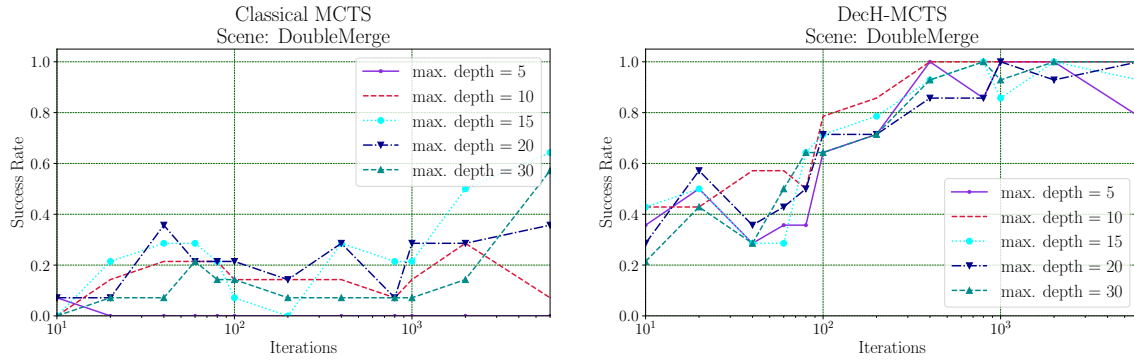 Classical MCTS
Scene: DoubleMerge
1.0
0.8
0.6
0.4
0.2
0.0
Success Rate
max. depth = 5
max. depth = 10
max. depth = 15
max. depth = 20
max. depth = 30
10^1
10^2
10^3
Iterations
DecH-MCTS
Scene: DoubleMerge
1.0
0.8
0.6
0.4
0.2
0.0
Success Rate
max. depth = 5
max. depth = 10
max. depth = 15
max. depth = 20
max. depth = 30
10^1
10^2
10^3
Iterations